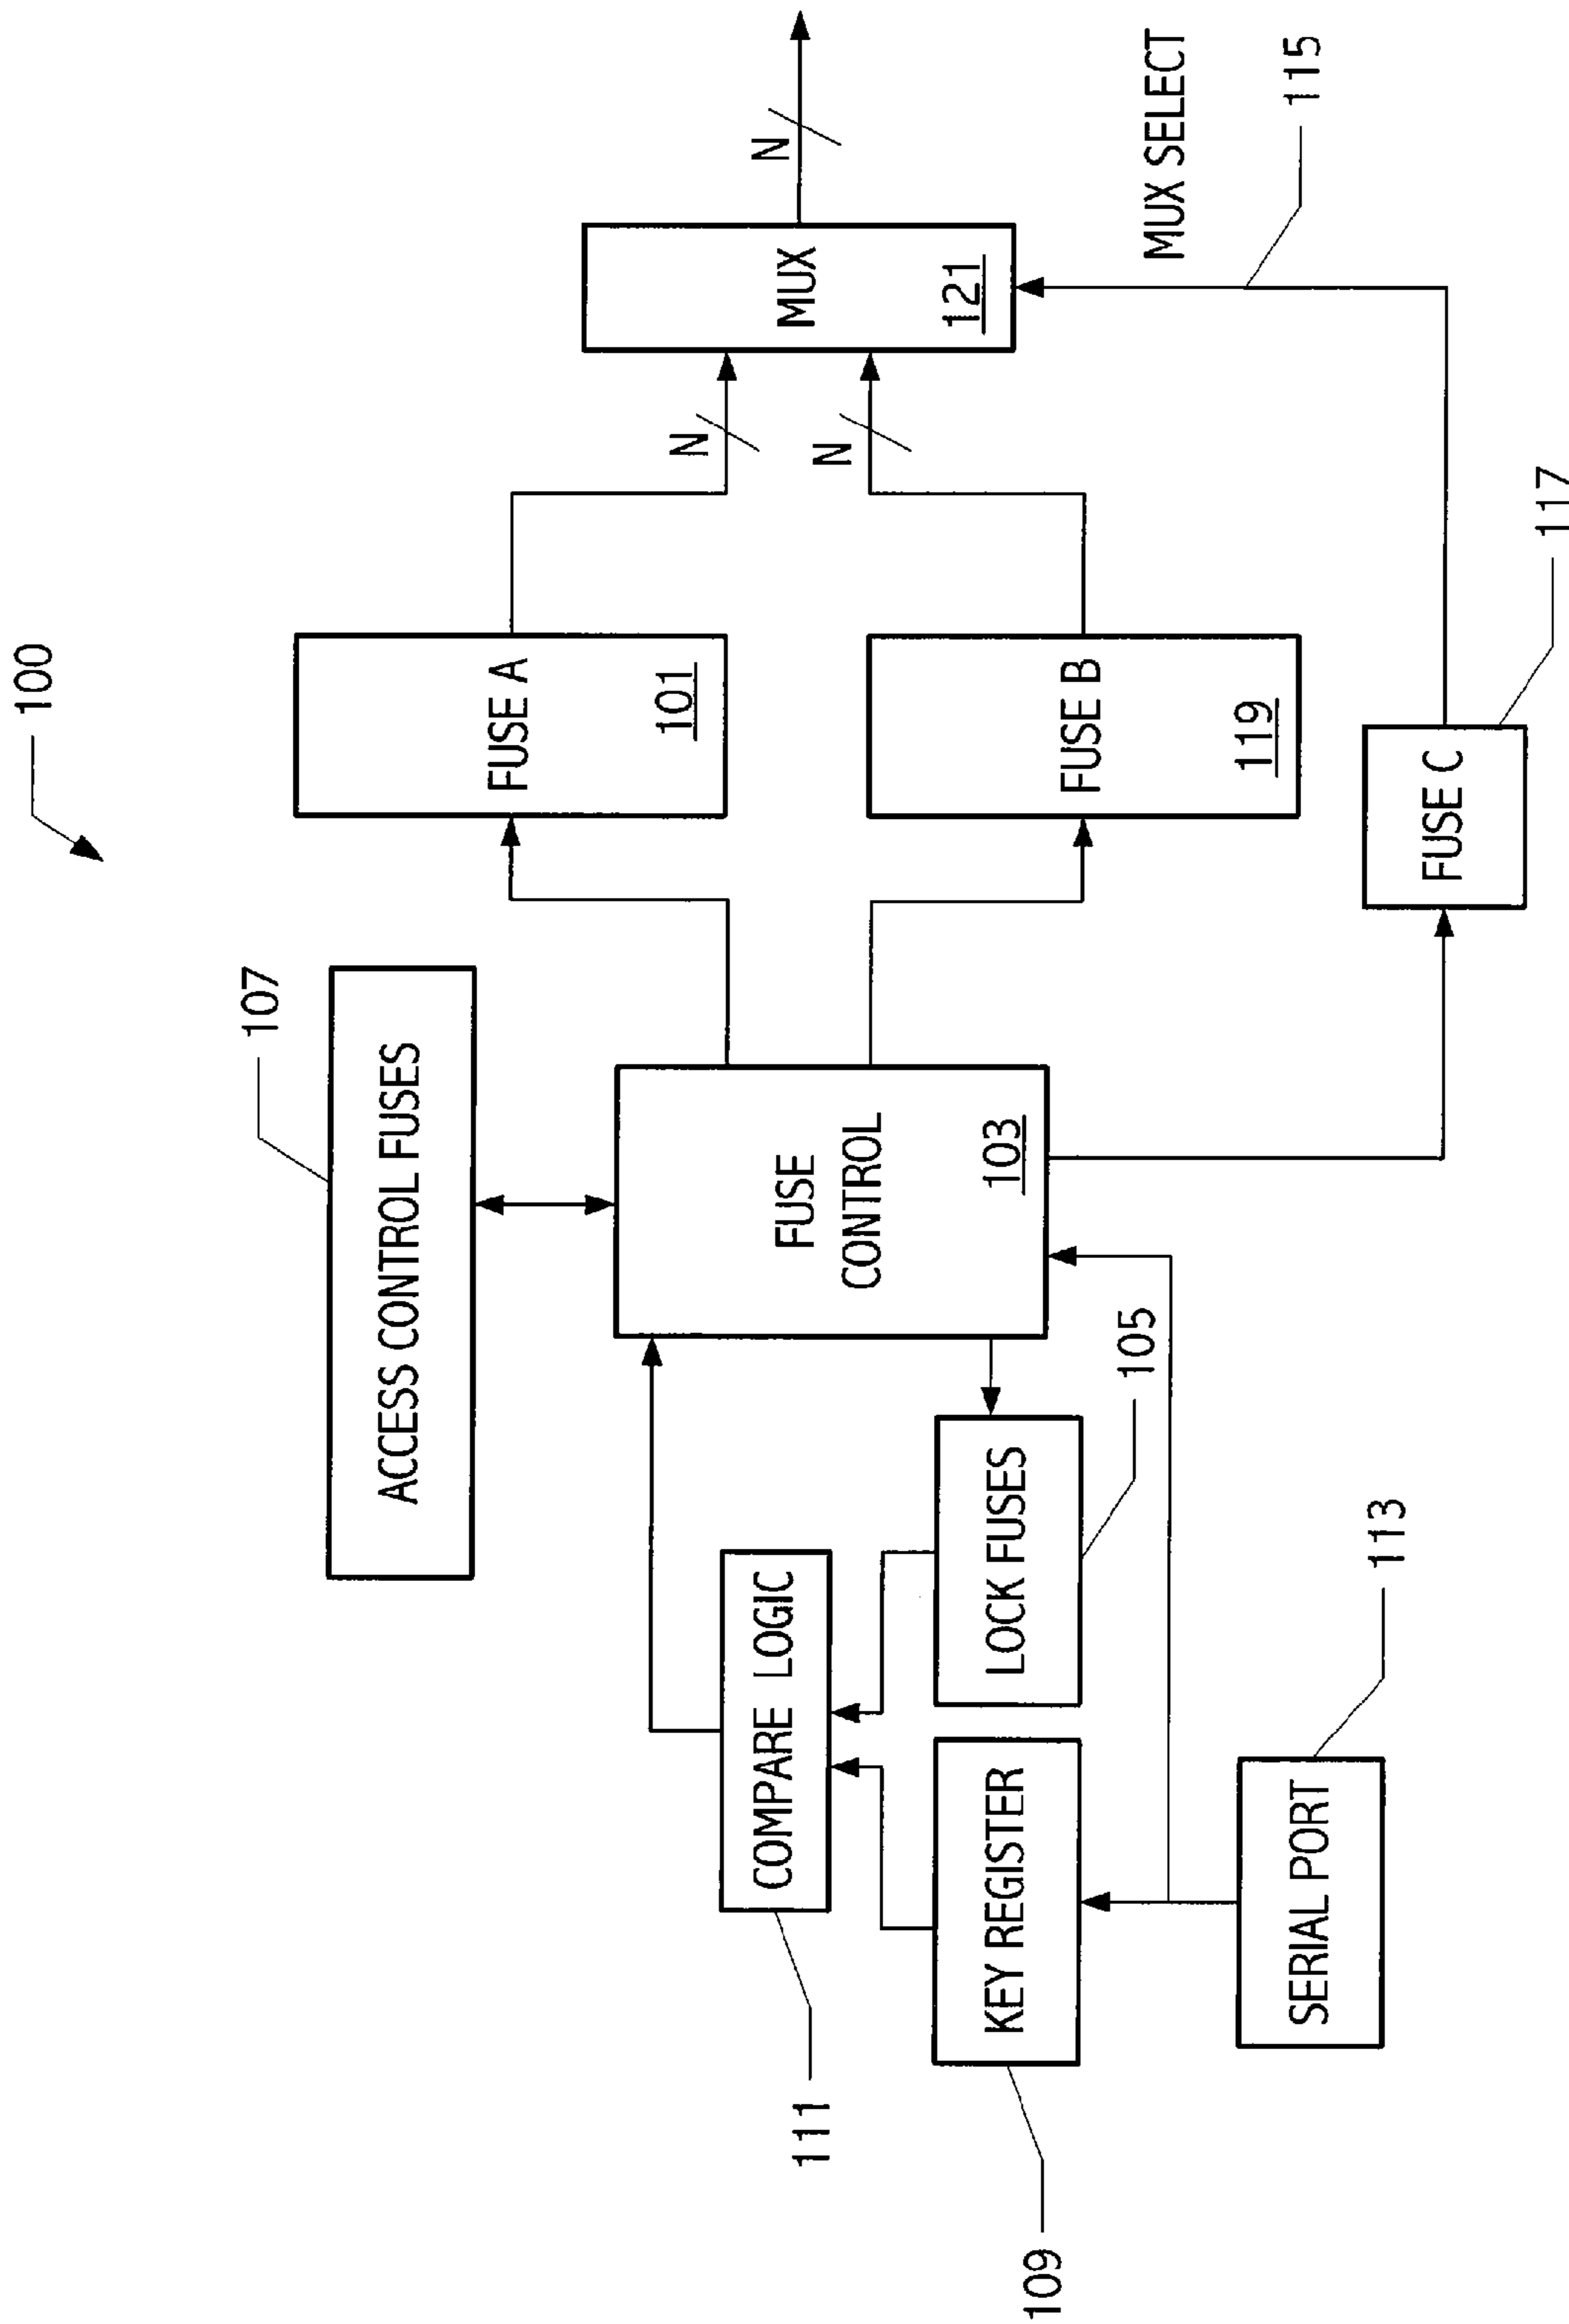 100
ACCESS CONTROL FUSES
107
FUSE A
101
N
N
MUX
121
N
FUSE
CONTROL
103
FUSE B
119
COMPARE LOGIC
111
LOCK FUSES
105
KEY REGISTER
109
MUX SELECT
115
SERIAL PORT
113
FUSE C
117